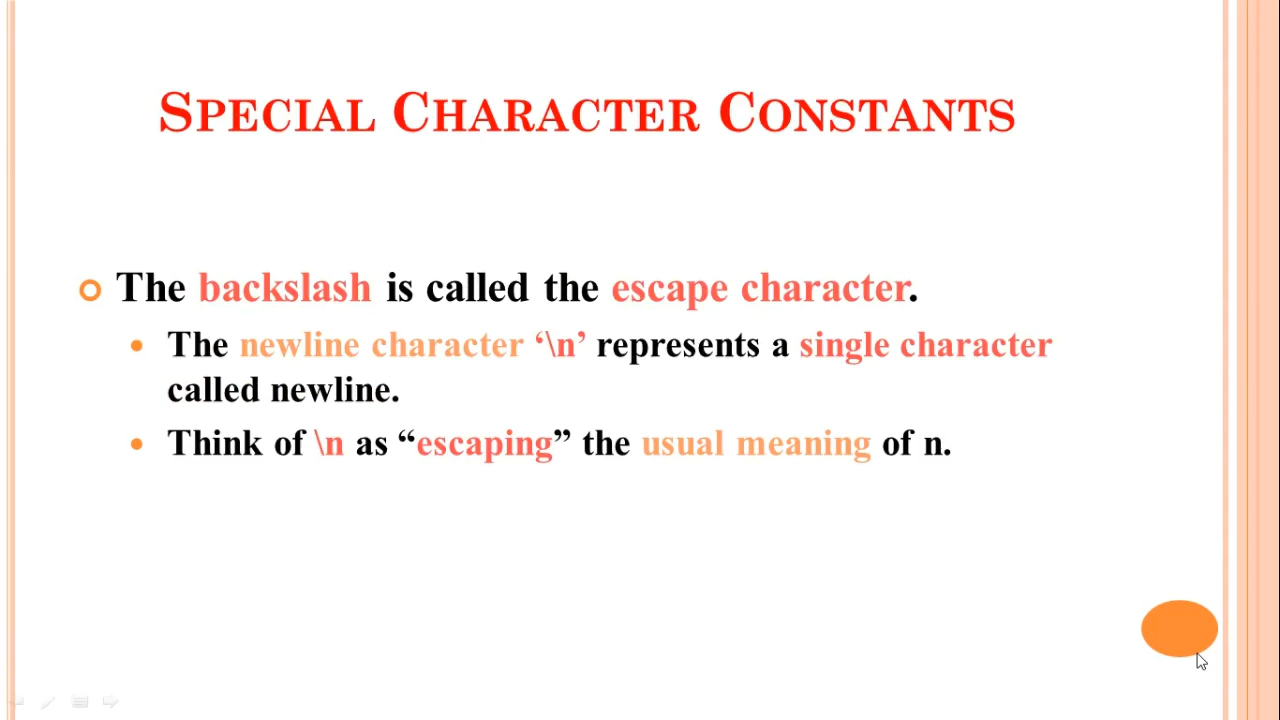 SPECIAL CHARACTER CONSTANTS
The backslash is called the escape character.
The newline character ‘\n’ represents a single character
called newline.
Think of \n as “escaping” the usual meaning of n.